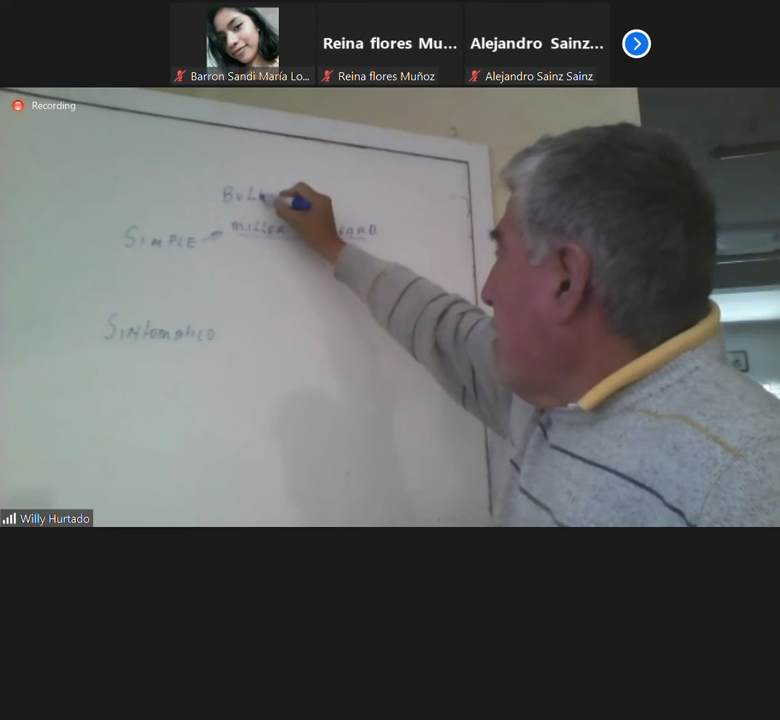 Reina flores Mu...
Alejandro Sainz...
Barron Sandi María Lo...
Reina flores Muñoz
Alejandro Sainz Sainz
Recording
SIMPLE
MILLER
Sintomatico
Willy Hurtado